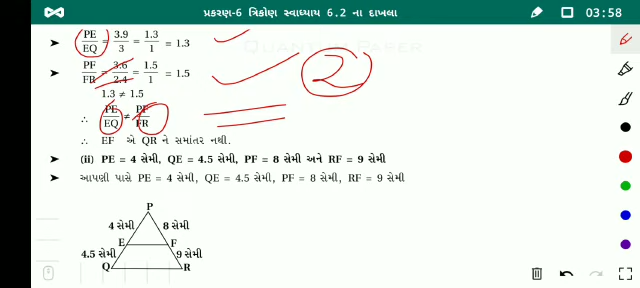 પ્રકરણ-6 ત્રિકોણ સ્વાધ્યાય 6.2 ના દાખલા
03:58
➤ PE/EQ = 3.9/3 = 1.3/1 = 1.3
➤ PF/FR = 3.6/2.4 = 1.5/1 = 1.5
1.3 ≠ 1.5
∴ PE/EQ ≠ PF/FR
2
∴ EF એ QR ને સમાંતર નથી.
➤ (ii) PE = 4 સેમી, QE = 4.5 સેમી, PF = 8 સેમી અને RF = 9 સેમી
➤ આપણી પાસે PE = 4 સેમી, QE = 4.5 સેમી, PF = 8 સેમી, RF = 9 સેમી
P
4 સેમી 8 સેમી
E F
4.5 સેમી 9 સેમી
Q R